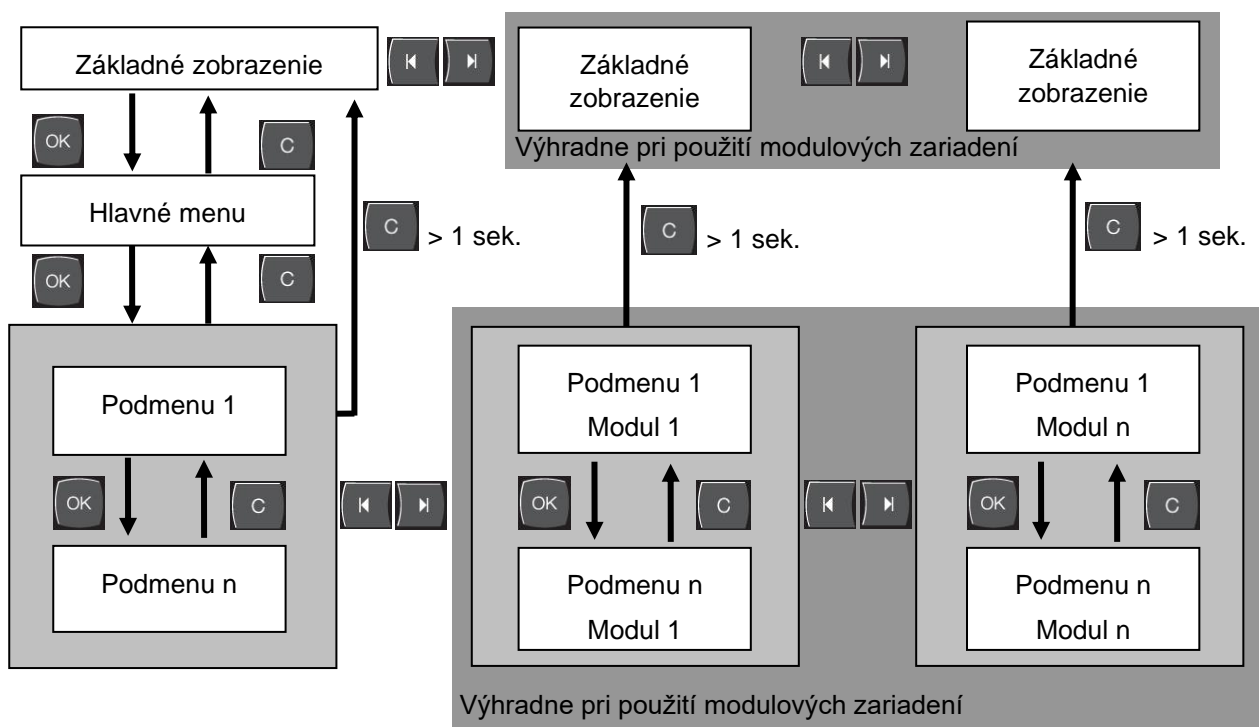 Základné zobrazenie
Základné
zobrazenie
Základné
zobrazenie
Výhradne pri použití modulových zariadení
OK
C
Hlavné menu
C
> 1 sek.
C
> 1 sek.
C
> 1 sek.
OK
C
Podmenu 1
Podmenu 1
Modul 1
Podmenu 1
Modul n
OK
C
OK
C
OK
C
Podmenu n
Podmenu n
Modul 1
Podmenu n
Modul n
Výhradne pri použití modulových zariadení